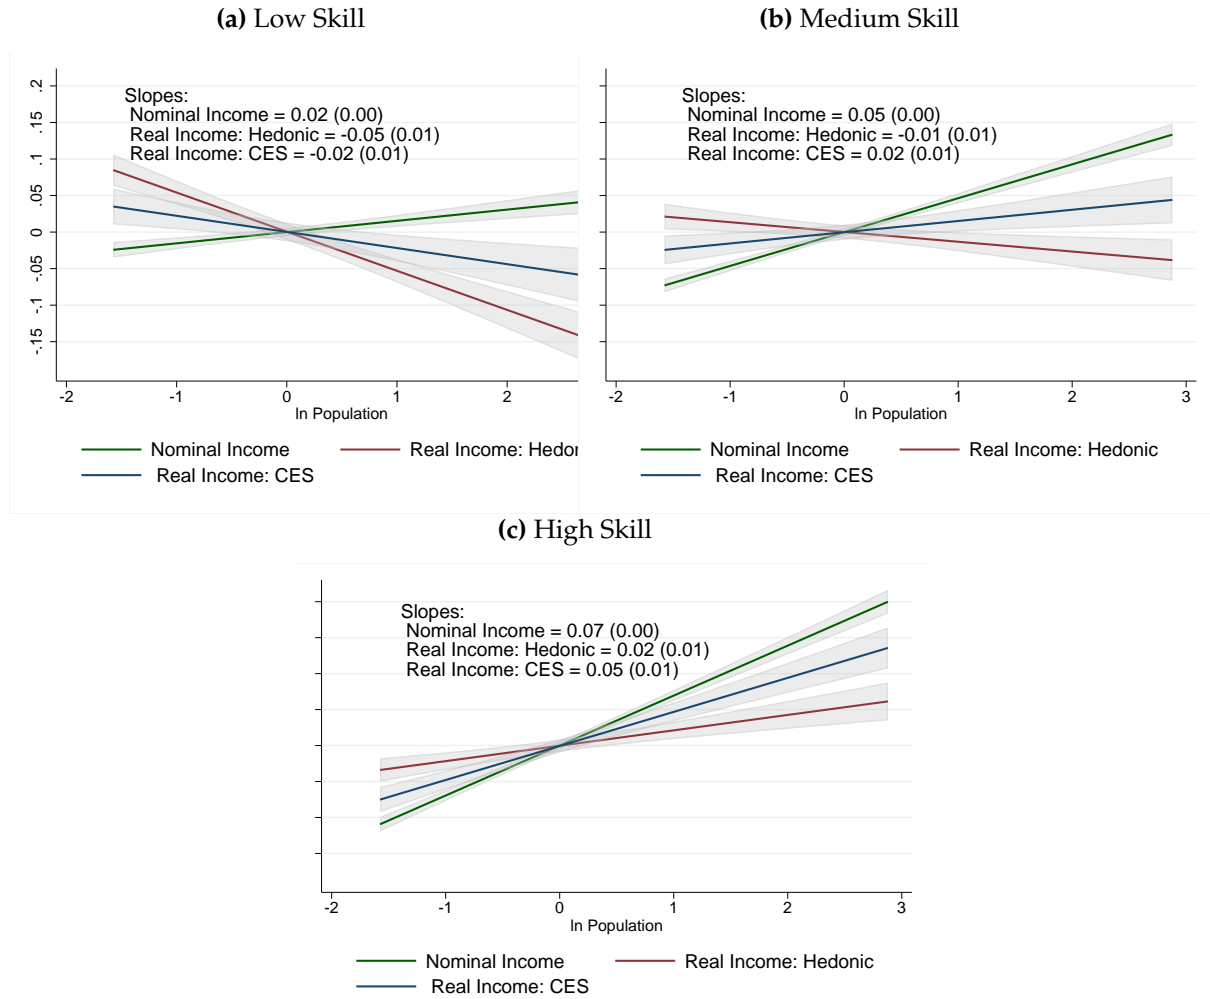 (a) Low Skill
Slopes:
Nominal Income = 0.02 (0.00)
Real Income: Hedonic = -0.05 (0.01)
Real Income: CES = -0.02 (0.01)
.2
.15
.1
.05
0
-.05
-.1
-.15
-2 -1 0 1 2
ln Population
Nominal Income Real Income: Hedon
Real Income: CES
(b) Medium Skill
Slopes:
Nominal Income = 0.05 (0.00)
Real Income: Hedonic = -0.01 (0.01)
Real Income: CES = 0.02 (0.01)
-2 -1 0 1 2 3
ln Population
Nominal Income Real Income: Hedonic
Real Income: CES
(c) High Skill
Slopes:
Nominal Income = 0.07 (0.00)
Real Income: Hedonic = 0.02 (0.01)
Real Income: CES = 0.05 (0.01)
-2 -1 0 1 2 3
ln Population
Nominal Income Real Income: Hedonic
Real Income: CES